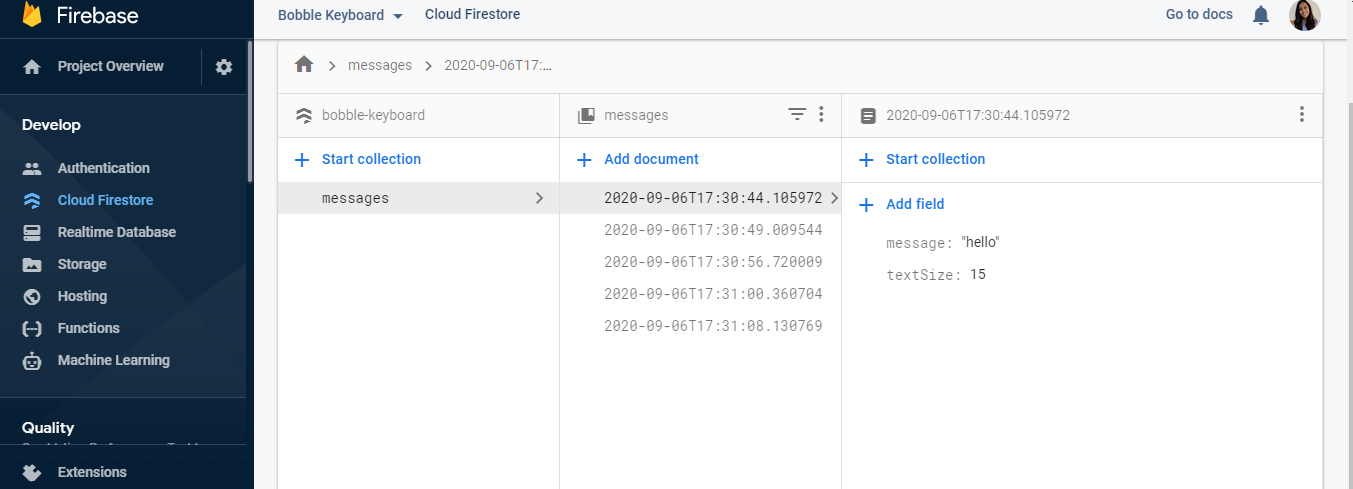 Firebase
Project Overview
Develop
Authentication
Cloud Firestore
Realtime Database
Storage
Hosting
Functions
Machine Learning
Quality
Extensions
Bobble Keyboard
Cloud Firestore
Go to docs
messages
2020-09-06T17:...
bobble-keyboard
Start collection
messages
messages
Add document
2020-09-06T17:30:44.105972
2020-09-06T17:30:49.009544
2020-09-06T17:30:56.720009
2020-09-06T17:31:00.360704
2020-09-06T17:31:08.130769
2020-09-06T17:30:44.105972
Start collection
Add field
message: "hello"
textSize: 15